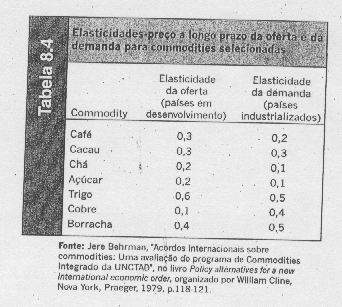 Tabela 8.4
Elasticidades-preço a longo prazo da oferta e da
demanda para commodities selecionadas
Commodity Elasticidade da oferta (países em desenvolvimento) Elasticidade da demanda (países industrializados)
Café 0,3 0,2
Cacau 0,3 0,3
Chá 0,2 0,1
Açúcar 0,2 0,1
Trigo 0,6 0,5
Cobre 0,1 0,4
Borracha 0,4 0,5
Fonte: Jere Behrman, "Acordos Internacionais sobre
commodities: Uma avaliação do programa de Commodities
Integrado da UNCTAD", no livro Policy alternatives for a new
International economic order, organizado por William Cline,
Nova York, Praeger, 1979, p.118-121.